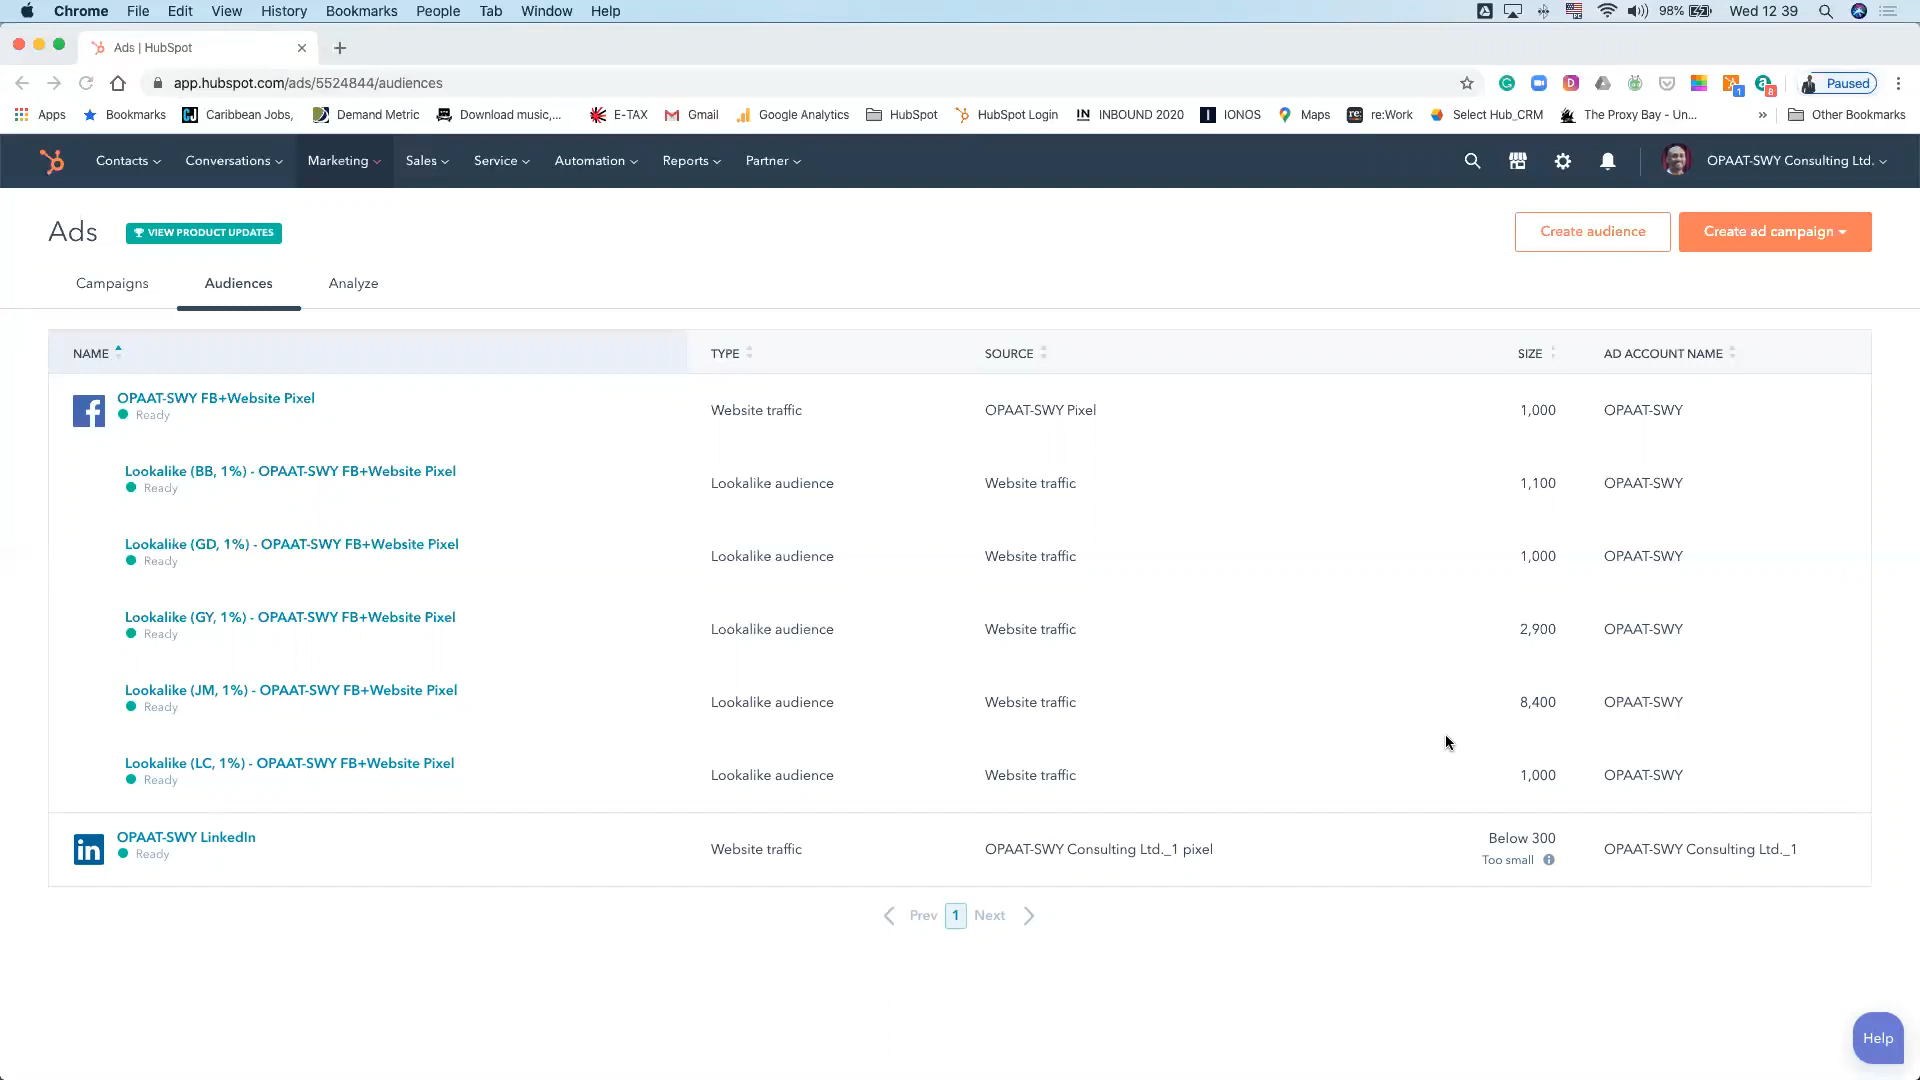 Chrome File Edit View History Bookmarks People Tab Window Help 98% Wed 12 39
Ads | HubSpot
app.hubspot.com/ads/5524844/audiences Paused
Apps Bookmarks Caribbean Jobs, Demand Metric Download music,... E-TAX Gmail Google Analytics HubSpot HubSpot Login INBOUND 2020 IONOS Maps re:Work Select Hub_CRM The Proxy Bay - Un... » Other Bookmarks
Contacts Conversations Marketing Sales Service Automation Reports Partner OPAAT-SWY Consulting Ltd.
Ads VIEW PRODUCT UPDATES Create audience Create ad campaign
Campaigns Audiences Analyze
NAME TYPE SOURCE SIZE AD ACCOUNT NAME
OPAAT-SWY FB+Website Pixel
Ready
Website traffic OPAAT-SWY Pixel 1,000 OPAAT-SWY
Lookalike (BB, 1%) - OPAAT-SWY FB+Website Pixel
Ready
Lookalike audience Website traffic 1,100 OPAAT-SWY
Lookalike (GD, 1%) - OPAAT-SWY FB+Website Pixel
Ready
Lookalike audience Website traffic 1,000 OPAAT-SWY
Lookalike (GY, 1%) - OPAAT-SWY FB+Website Pixel
Ready
Lookalike audience Website traffic 2,900 OPAAT-SWY
Lookalike (JM, 1%) - OPAAT-SWY FB+Website Pixel
Ready
Lookalike audience Website traffic 8,400 OPAAT-SWY
Lookalike (LC, 1%) - OPAAT-SWY FB+Website Pixel
Ready
Lookalike audience Website traffic 1,000 OPAAT-SWY
OPAAT-SWY LinkedIn
Ready
Website traffic OPAAT-SWY Consulting Ltd._1 pixel Below 300 OPAAT-SWY Consulting Ltd._1
Too small
Prev 1 Next
Help